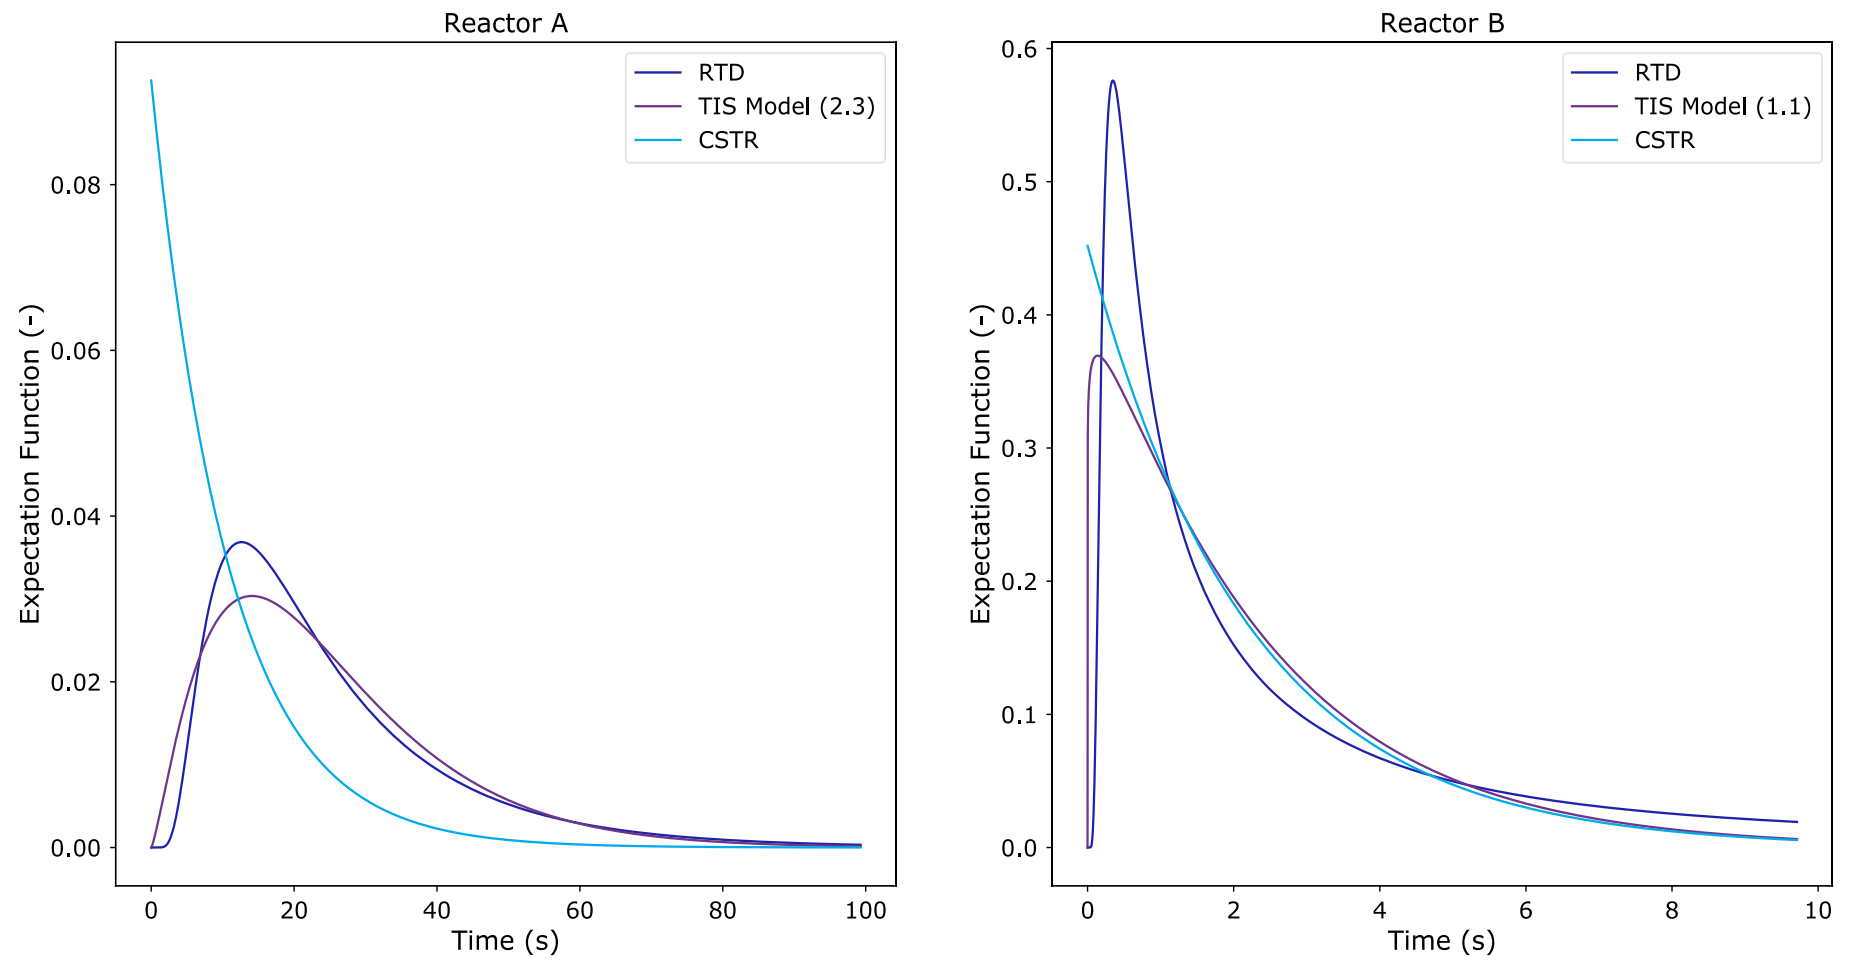 Reactor A
Expectation Function (-)
0.08
0.06
0.04
0.02
0.00
RTD
TIS Model (2.3)
CSTR
0 20 40 60 80 100
Time (s)
Reactor B
Expectation Function (-)
0.6
0.5
0.4
0.3
0.2
0.1
0.0
RTD
TIS Model (1.1)
CSTR
0 2 4 6 8 10
Time (s)